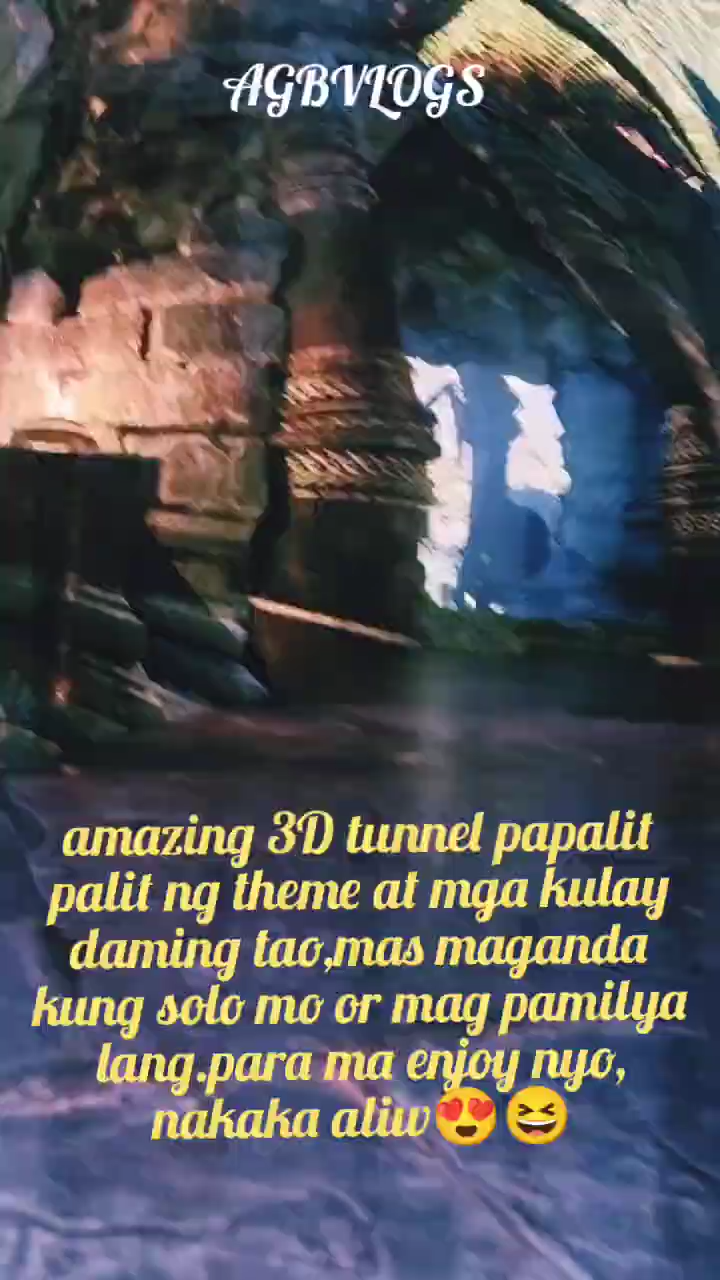 AGBVLOGS
amazing 3D tunnel papalit
palit ng theme at mga kulay
daming tao,mas maganda
kung solo mo or mag pamilya
lang.para ma enjoy nyo,
nakaka aliw😍😆